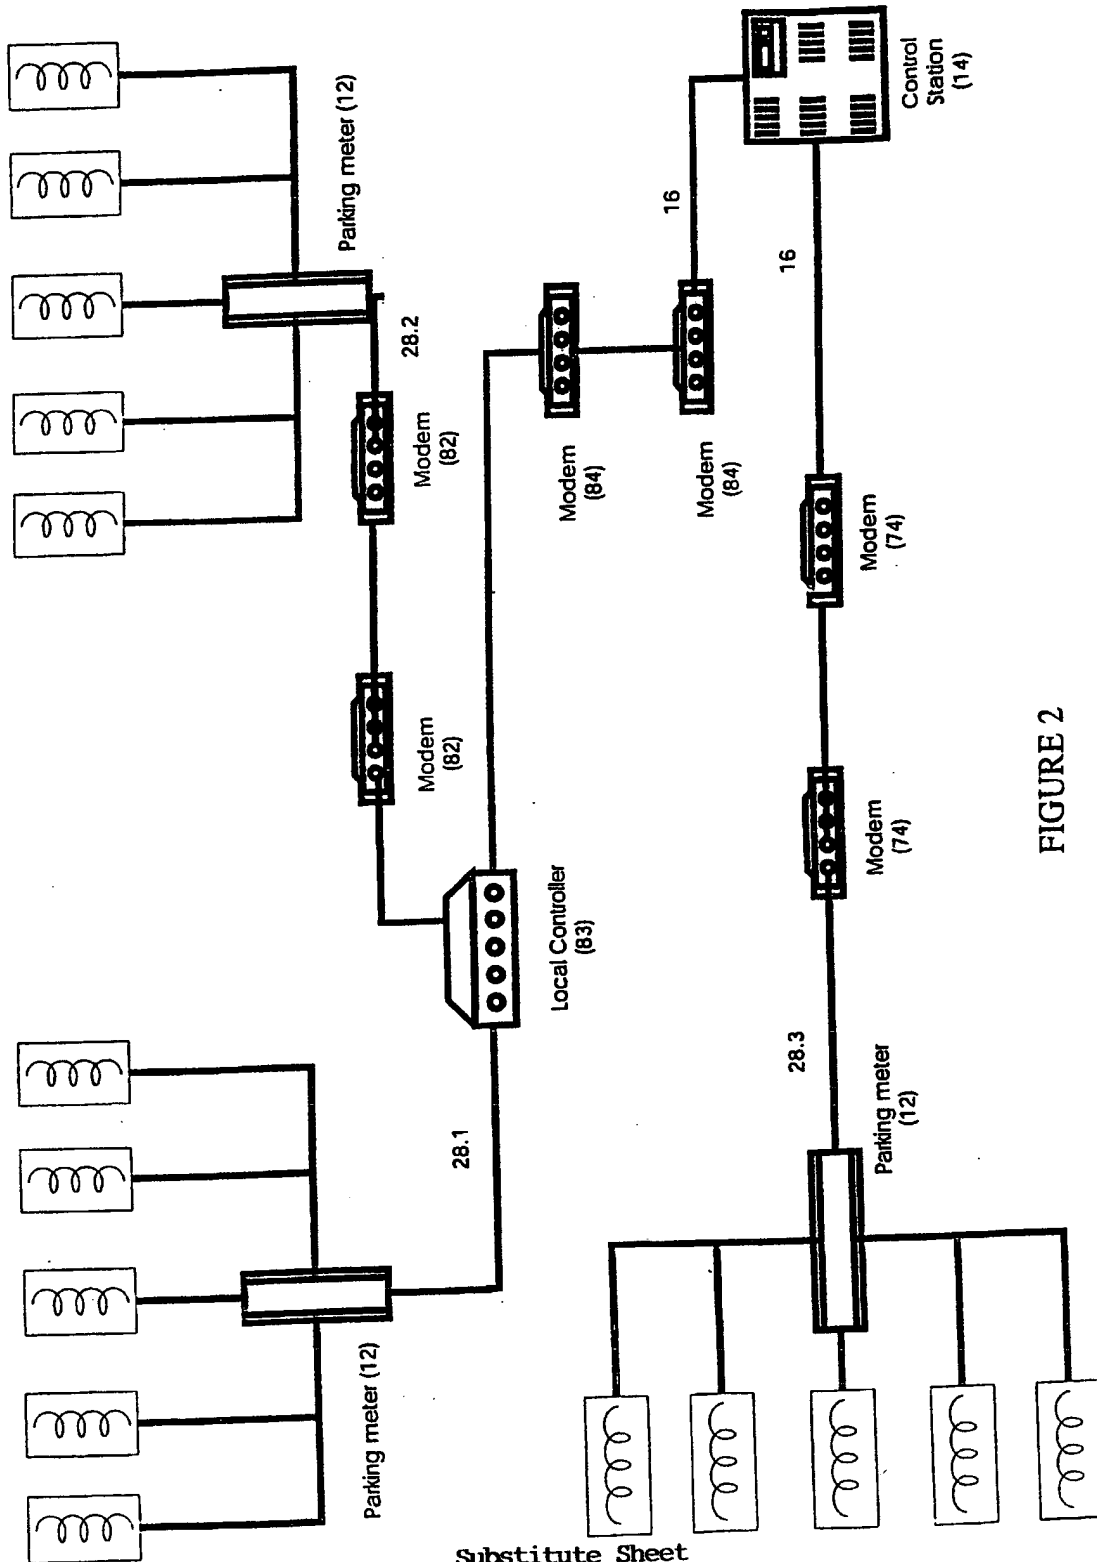 Parking meter (12)
28.2
Modem
(82)
Modem
(82)
Control
Station
(14)
16
16
Modem
(84)
Modem
(84)
Modem
(74)
Modem
(74)
Local Controller
(83)
28.1
28.3
Parking meter (12)
Parking meter
(12)
FIGURE 2
Substitute Sheet